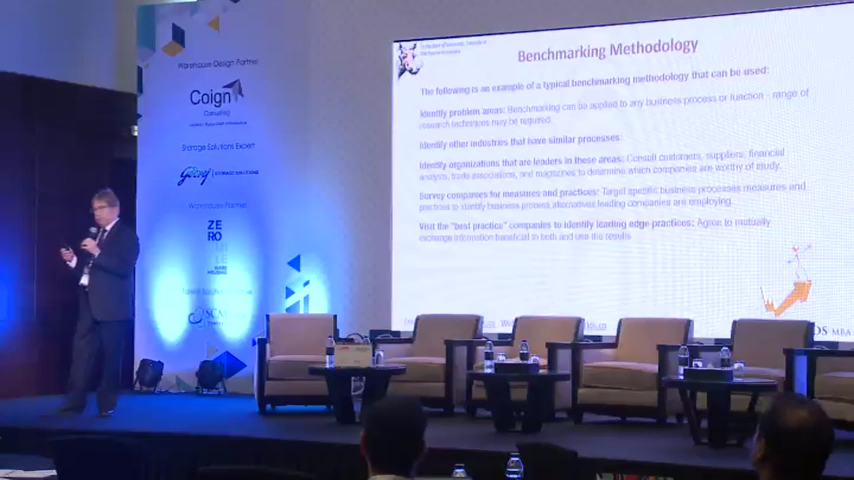 Warehouse Design Partner
Coign
Consulting
Storage Solutions Expert
Godrej | STORAGE SOLUTIONS
Warehouse Partner
ZE
RO
MI
LE
Benchmarking Methodology
The following is an example of a typical benchmarking methodology that can be used:
Identify problem areas: Benchmarking can be applied to any business process or function - range of
research techniques may be required.
Identify other industries that have similar processes:
Identify organizations that are leaders in these areas: Consult customers, suppliers, financial
analysts, trade associations, and magazines to determine which companies are worthy of study.
Survey companies for measures and practices: Target specific business processes measures and
practices to identify business process alternatives leading companies are employing.
Visit the "best practice" companies to identify leading edge practices: Agree to mutually
exchange information beneficial to both and use the results.
MBA